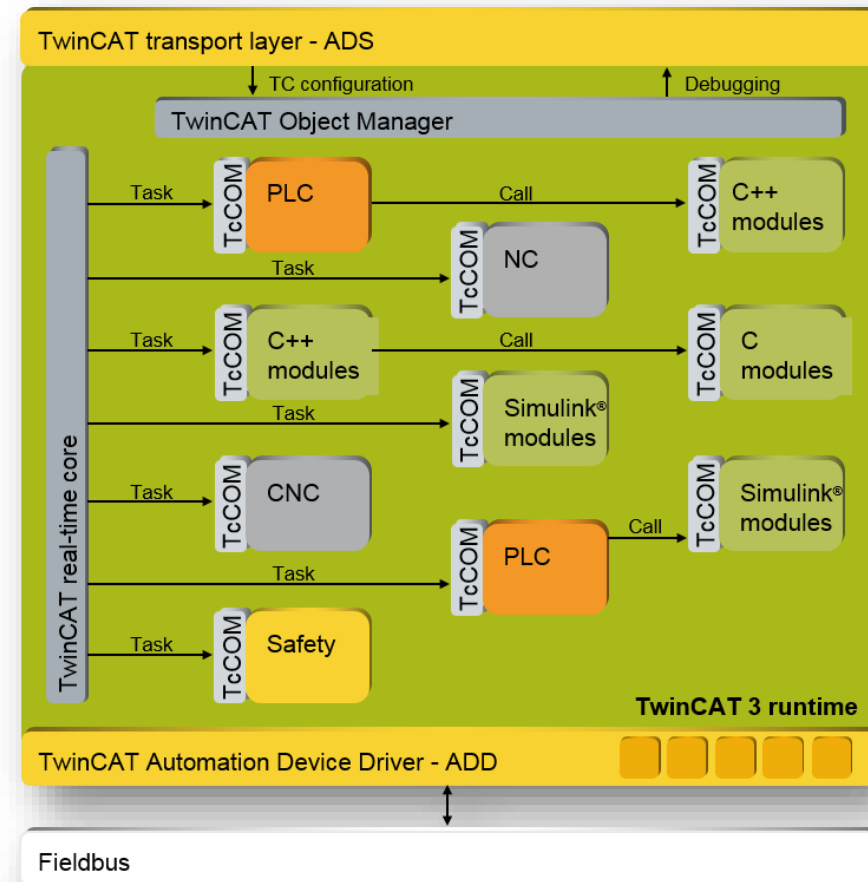 TwinCAT transport layer - ADS
TC configuration
Debugging
TwinCAT Object Manager
TwinCAT real-time core
Task
TcCOM
PLC
Call
TcCOM
C++
modules
Task
TcCOM
NC
Task
TcCOM
C++
modules
Call
TcCOM
C
modules
Task
TcCOM
Simulink®
modules
Task
TcCOM
CNC
TcCOM
Simulink®
modules
Task
TcCOM
PLC
Call
Task
TcCOM
Safety
TwinCAT 3 runtime
TwinCAT Automation Device Driver - ADD
Fieldbus